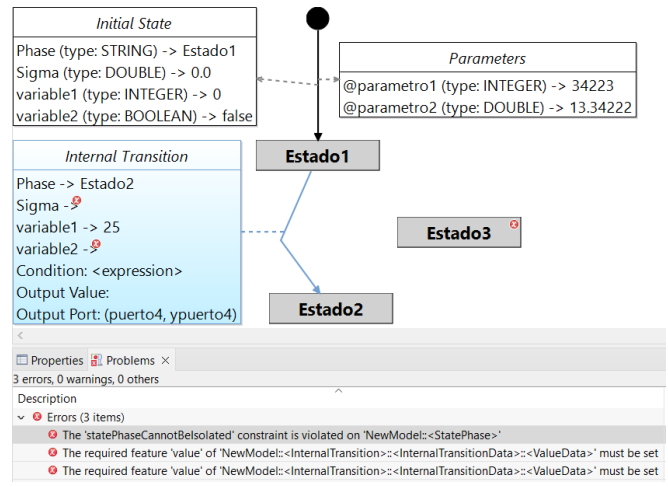 Initial State
Phase (type: STRING) -> Estado1
Sigma (type: DOUBLE) -> 0.0
variable1 (type: INTEGER) -> 0
variable2 (type: BOOLEAN) -> false
Parameters
@parametro1 (type: INTEGER) -> 34223
@parametro2 (type: DOUBLE) -> 13.34222
Estado1
Internal Transition
Phase -> Estado2
Sigma ->
variable1 -> 25
variable2 ->
Condition: <expression>
Output Value:
Output Port: (puerto4, ypuerto4)
Estado3
Estado2
Properties Problems
3 errors, 0 warnings, 0 others
Description
Errors (3 items)
The 'statePhaseCannotBeIsolated' constraint is violated on 'NewModel::<StatePhase>'
The required feature 'value' of 'NewModel::<InternalTransition>::<InternalTransitionData>::<ValueData>' must be set
The required feature 'value' of 'NewModel::<InternalTransition>::<InternalTransitionData>::<ValueData>' must be set